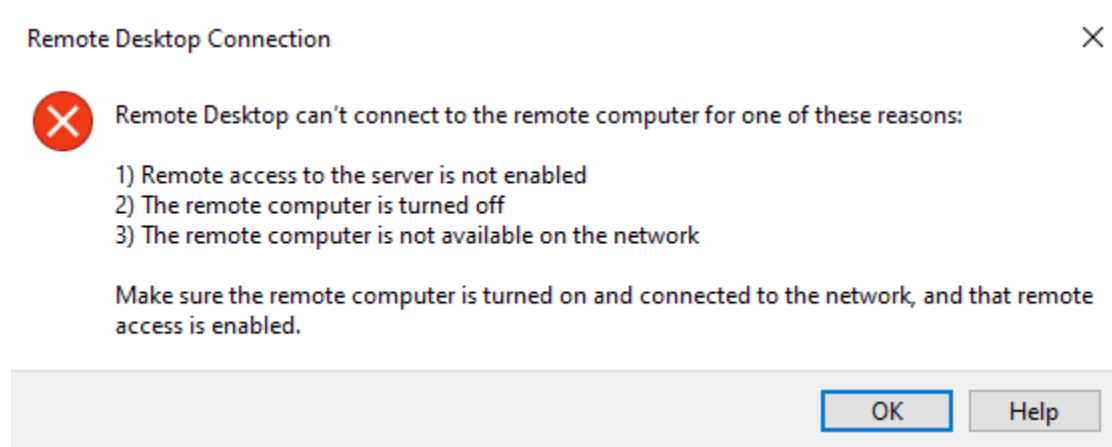 Remote Desktop Connection
Remote Desktop can't connect to the remote computer for one of these reasons:
1) Remote access to the server is not enabled
2) The remote computer is turned off
3) The remote computer is not available on the network
Make sure the remote computer is turned on and connected to the network, and that remote
access is enabled.
OK
Help